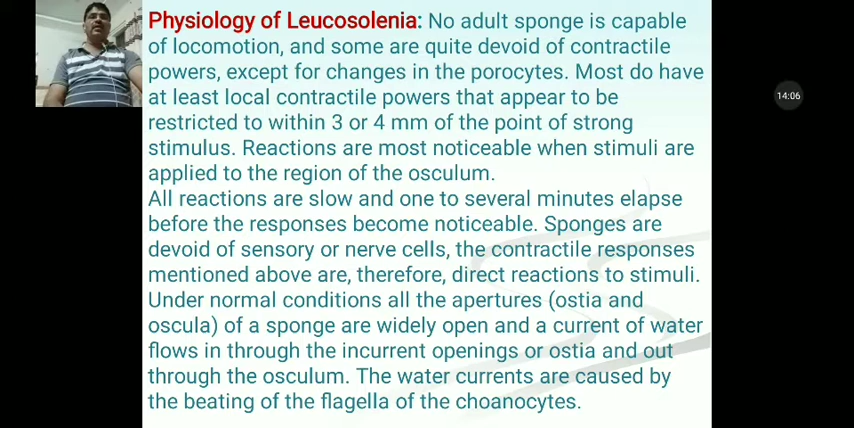 Physiology of Leucosolenia: No adult sponge is capable
of locomotion, and some are quite devoid of contractile
powers, except for changes in the porocytes. Most do have
at least local contractile powers that appear to be
restricted to within 3 or 4 mm of the point of strong
stimulus. Reactions are most noticeable when stimuli are
applied to the region of the osculum.
All reactions are slow and one to several minutes elapse
before the responses become noticeable. Sponges are
devoid of sensory or nerve cells, the contractile responses
mentioned above are, therefore, direct reactions to stimuli.
Under normal conditions all the apertures (ostia and
oscula) of a sponge are widely open and a current of water
flows in through the incurrent openings or ostia and out
through the osculum. The water currents are caused by
the beating of the flagella of the choanocytes.
14:06